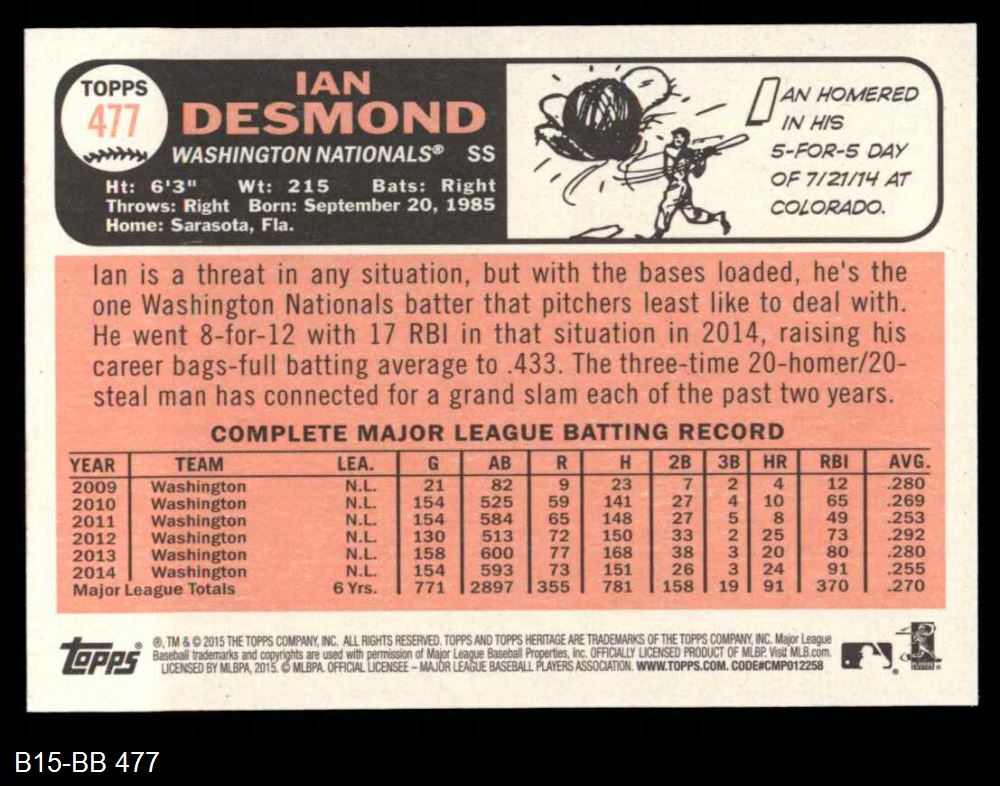 TOPPS
477
IAN
DESMOND
WASHINGTON NATIONALS® SS
Ht: 6'3" Wt: 215 Bats: Right
Throws: Right Born: September 20, 1985
Home: Sarasota, Fla.
IAN HOMERED
IN HIS
5-FOR-5 DAY
OF 7/21/14 AT
COLORADO.
Ian is a threat in any situation, but with the bases loaded, he's the
one Washington Nationals batter that pitchers least like to deal with.
He went 8-for-12 with 17 RBI in that situation in 2014, raising his
career bags-full batting average to .433. The three-time 20-homer/20-
steal man has connected for a grand slam each of the past two years.
COMPLETE MAJOR LEAGUE BATTING RECORD
YEAR TEAM LEA. G AB R H 2B 3B HR RBI AVG.
2009 Washington N.L. 21 82 9 23 7 2 4 12 .280
2010 Washington N.L. 154 525 59 141 27 4 10 65 .269
2011 Washington N.L. 154 584 65 148 27 5 8 49 .253
2012 Washington N.L. 130 513 72 150 33 2 25 73 .292
2013 Washington N.L. 158 600 77 168 38 3 20 80 .280
2014 Washington N.L. 154 593 73 151 26 3 24 91 .255
Major League Totals 6 Yrs. 771 2897 355 781 158 19 91 370 .270
Topps
®, TM & © 2015 THE TOPPS COMPANY, INC. ALL RIGHTS RESERVED. TOPPS AND TOPPS HERITAGE ARE TRADEMARKS OF THE TOPPS COMPANY, INC. Major League
Baseball trademarks and copyrights are used with permission of Major League Baseball Properties, Inc. OFFICIALLY LICENSED PRODUCT OF MLBP. Visit MLB.com.
LICENSED BY MLBPA, 2015. © MLBPA. OFFICIAL LICENSEE – MAJOR LEAGUE BASEBALL PLAYERS ASSOCIATION. WWW.TOPPS.COM. CODE#CMP012258
B15-BB 477